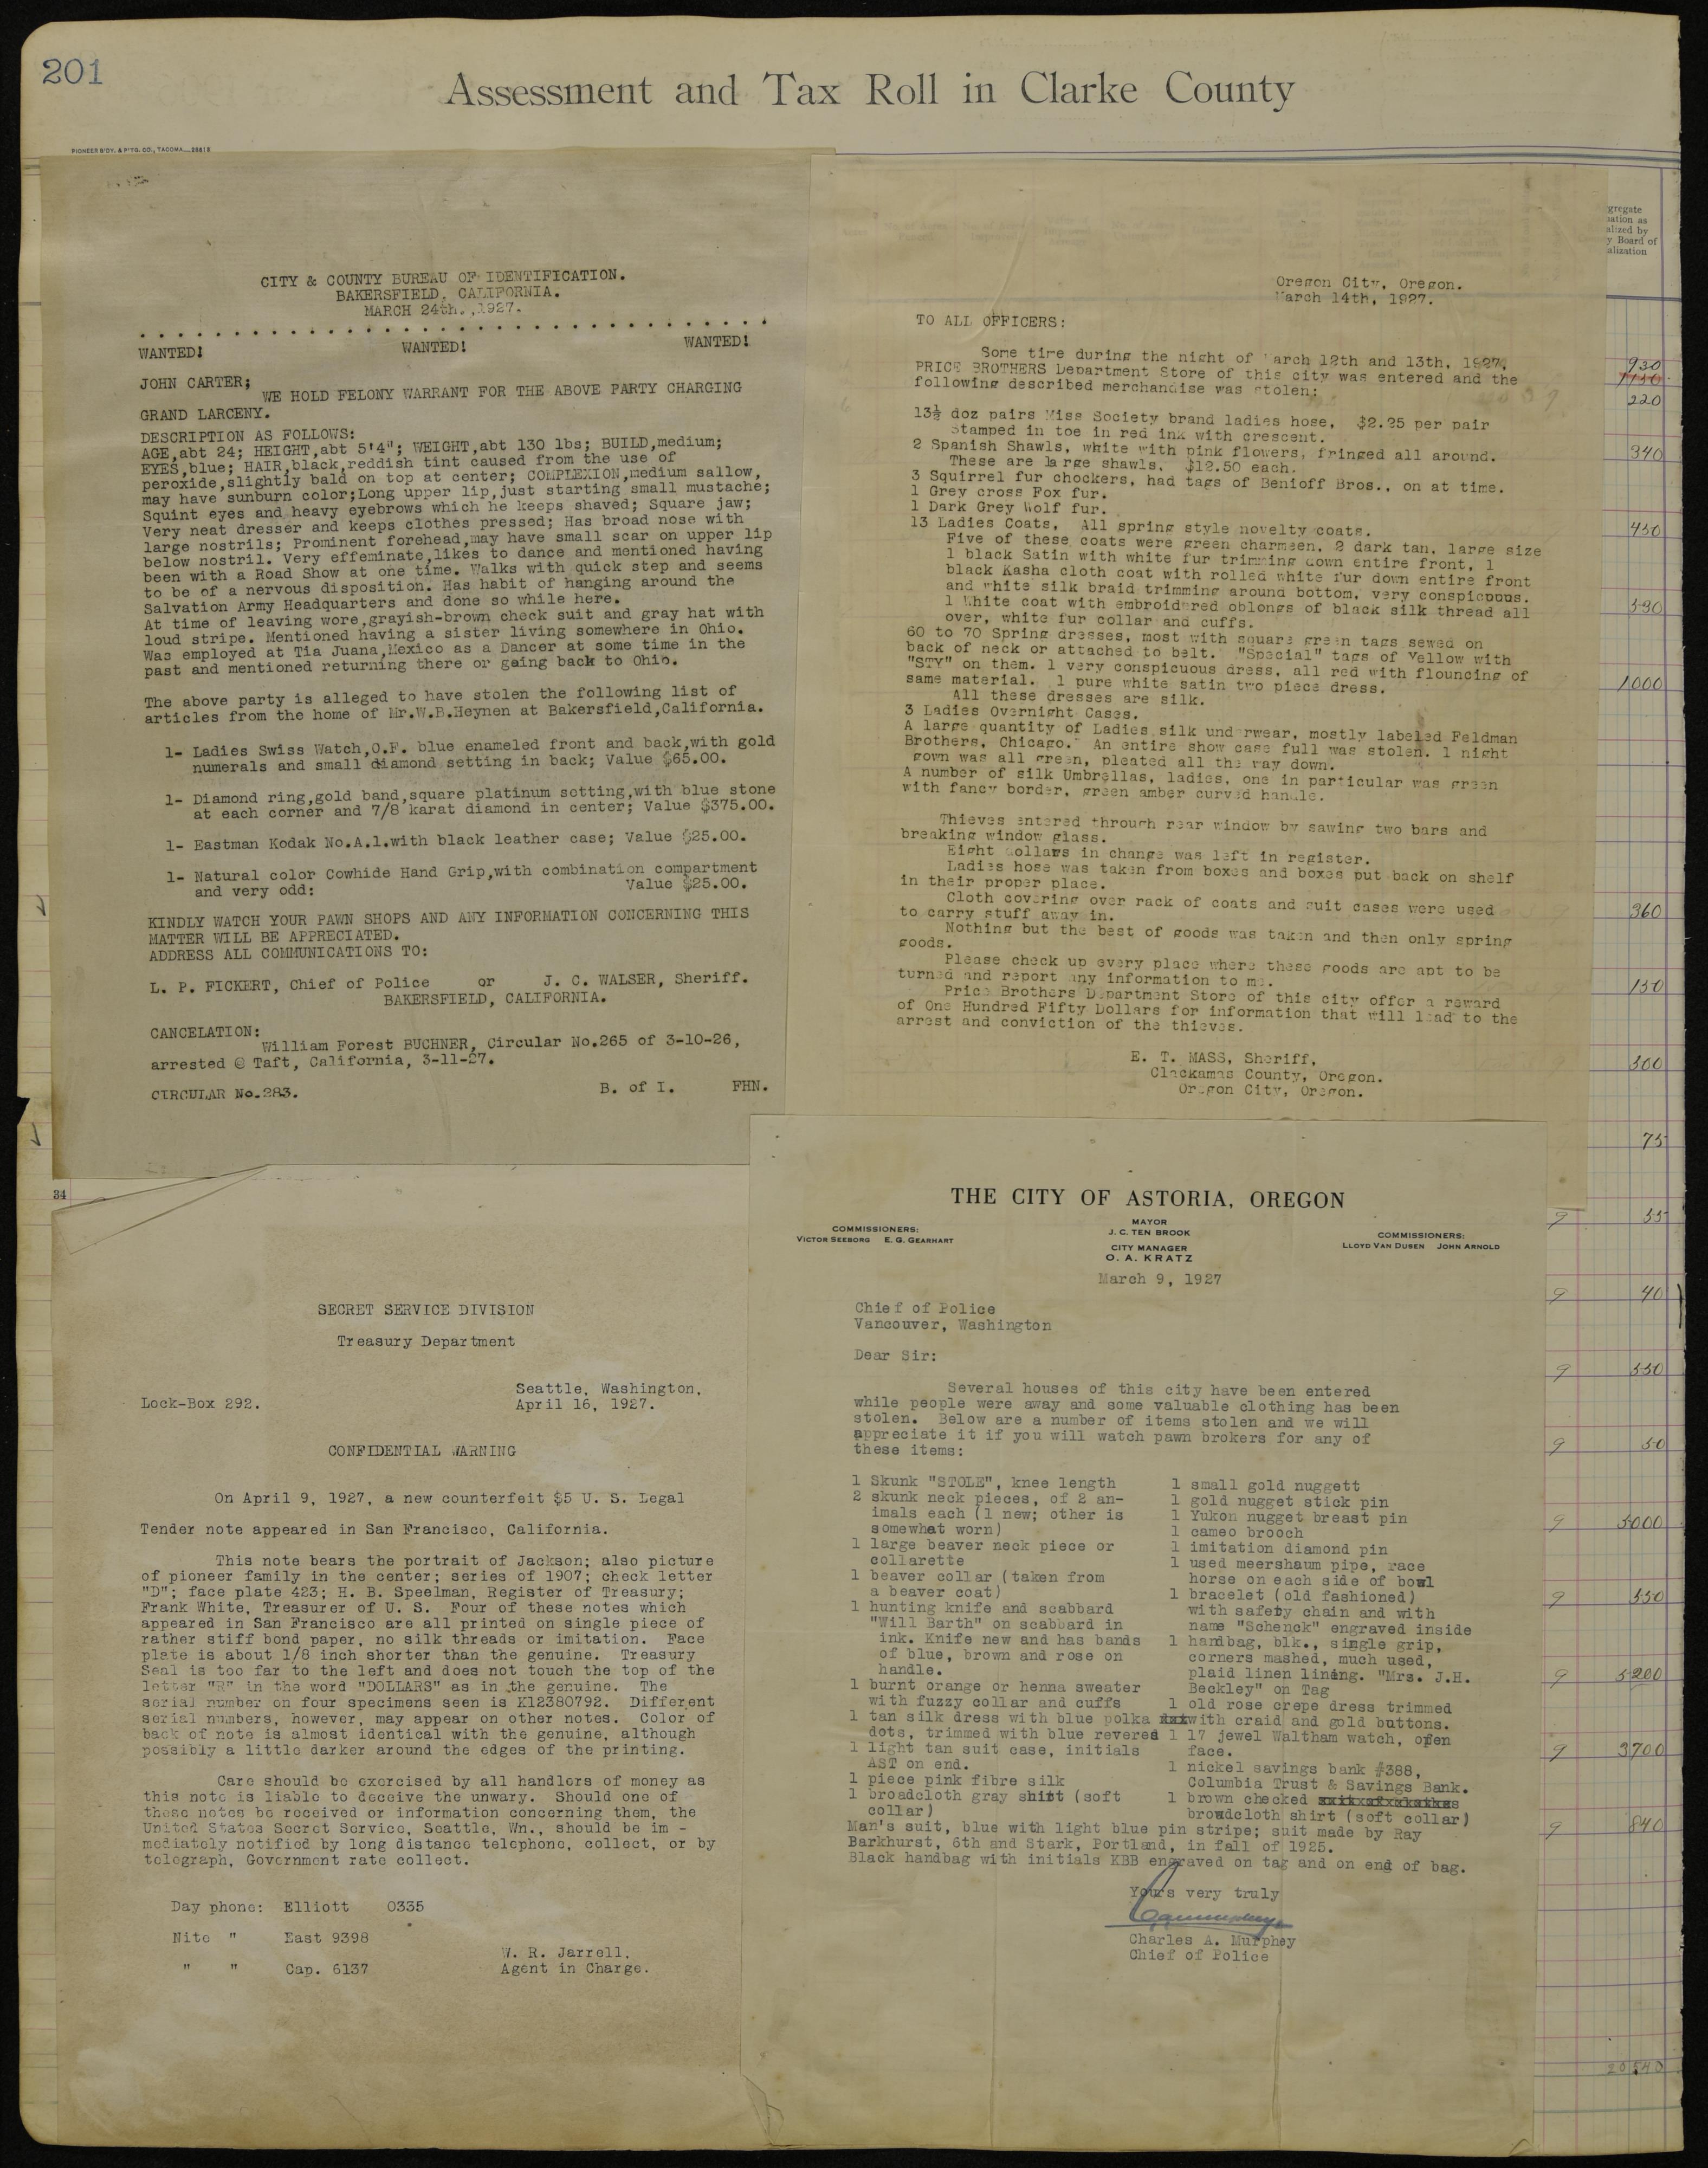 201
Assessment and Tax Roll in Clarke County
PIONEER B'DY. & P'TG. CO., TACOMA
CITY & COUNTY BUREAU OF IDENTIFICATION.
BAKERSFIELD, CALIFORNIA.
MARCH 24th.,1927.
WANTED! WANTED! WANTED!
JOHN CARTER;
WE HOLD FELONY WARRANT FOR THE ABOVE PARTY CHARGING
GRAND LARCENY.
DESCRIPTION AS FOLLOWS:
AGE,abt 24; HEIGHT,abt 5'4"; WEIGHT,abt 130 lbs; BUILD,medium;
EYES,blue; HAIR,black,reddish tint caused from the use of
peroxide,slightly bald on top at center; COMPLEXION,medium sallow,
may have sunburn color;Long upper lip,just starting small mustache;
Squint eyes and heavy eyebrows which he keeps shaved; Square jaw;
Very neat dresser and keeps clothes pressed; Has broad nose with
large nostrils; Prominent forehead,may have small scar on upper lip
below nostril. Very effeminate,likes to dance and mentioned having
been with a Road Show at one time. Walks with quick step and seems
to be of a nervous disposition. Has habit of hanging around the
Salvation Army Headquarters and done so while here.
At time of leaving wore,grayish-brown check suit and gray hat with
loud stripe. Mentioned having a sister living somewhere in Ohio.
Was employed at Tia Juana,Mexico as a Dancer at some time in the
past and mentioned returning there or going back to Ohio.
The above party is alleged to have stolen the following list of
articles from the home of Mr.W.B.Heynen at Bakersfield,California.
1- Ladies Swiss Watch,O.F. blue enameled front and back,with gold
numerals and small diamond setting in back; Value $65.00.
1- Diamond ring,gold band,square platinum setting,with blue stone
at each corner and 7/8 karat diamond in center; Value $375.00.
1- Eastman Kodak No.A.1.with black leather case; Value $25.00.
1- Natural color Cowhide Hand Grip,with combination compartment
and very odd: Value $25.00.
KINDLY WATCH YOUR PAWN SHOPS AND ANY INFORMATION CONCERNING THIS
MATTER WILL BE APPRECIATED.
ADDRESS ALL COMMUNICATIONS TO:
L. P. FICKERT, Chief of Police or J. C. WALSER, Sheriff.
BAKERSFIELD, CALIFORNIA.
CANCELATION:
William Forest BUCHNER, Circular No.265 of 3-10-26,
arrested @ Taft, California, 3-11-27.
CIRCULAR No.283. B. of I. FHN.
Oregon City, Oregon.
March 14th, 1927.
TO ALL OFFICERS:
Some time during the night of March 12th and 13th, 1927,
PRICE BROTHERS Department Store of this city was entered and the
following described merchandise was stolen:
13½ doz pairs Miss Society brand ladies hose, $2.25 per pair
Stamped in toe in red ink with crescent.
2 Spanish Shawls, white with pink flowers, fringed all around.
These are large shawls, $12.50 each.
3 Squirrel fur chockers, had tags of Benioff Bros., on at time.
1 Grey cross Fox fur.
1 Dark Grey Wolf fur.
13 Ladies Coats, All spring style novelty coats.
Five of these coats were green charmeen, 2 dark tan, large size
1 black Satin with white fur trimming down entire front, 1
black Kasha cloth coat with rolled white fur down entire front
and white silk braid trimming around bottom, very conspicuous.
1 White coat with embroidered oblongs of black silk thread all
over, white fur collar and cuffs.
60 to 70 Spring dresses, most with square green tags sewed on
back of neck or attached to belt. "Special" tags of Yellow with
"STY" on them. 1 very conspicuous dress, all red with flouncing of
same material. 1 pure white satin two piece dress.
All these dresses are silk.
3 Ladies Overnight Cases.
A large quantity of Ladies silk underwear, mostly labeled Feldman
Brothers, Chicago. An entire show case full was stolen. 1 night
gown was all green, pleated all the way down.
A number of silk Umbrellas, ladies, one in particular was green
with fancy border, green amber curved handle.
Thieves entered through rear window by sawing two bars and
breaking window glass.
Eight dollars in change was left in register.
Ladies hose was taken from boxes and boxes put back on shelf
in their proper place.
Cloth covering over rack of coats and suit cases were used
to carry stuff away in.
Nothing but the best of goods was taken and then only spring
goods.
Please check up every place where these goods are apt to be
turned and report any information to me.
Price Brothers Department Store of this city offer a reward
of One Hundred Fifty Dollars for information that will lead to the
arrest and conviction of the thieves.
E. T. MASS, Sheriff,
Clackamas County, Oregon.
Oregon City, Oregon.
34
SECRET SERVICE DIVISION
Treasury Department
Seattle, Washington,
Lock-Box 292. April 16, 1927.
CONFIDENTIAL WARNING
On April 9, 1927, a new counterfeit $5 U. S. Legal
Tender note appeared in San Francisco, California.
This note bears the portrait of Jackson; also picture
of pioneer family in the center; series of 1907; check letter
"D"; face plate 423; H. B. Speelman, Register of Treasury;
Frank White, Treasurer of U. S. Four of these notes which
appeared in San Francisco are all printed on single piece of
rather stiff bond paper, no silk threads or imitation. Face
plate is about 1/8 inch shorter than the genuine. Treasury
Seal is too far to the left and does not touch the top of the
letter "R" in the word "DOLLARS" as in the genuine. The
serial number on four specimens seen is K12380792. Different
serial numbers, however, may appear on other notes. Color of
back of note is almost identical with the genuine, although
possibly a little darker around the edges of the printing.
Care should be exercised by all handlers of money as
this note is liable to deceive the unwary. Should one of
these notes be received or information concerning them, the
United States Secret Service, Seattle, Wn., should be im -
mediately notified by long distance telephone, collect, or by
telegraph, Government rate collect.
Day phone: Elliott 0335
Nite " East 9398
" " Cap. 6137
W. R. Jarrell,
Agent in Charge.
THE CITY OF ASTORIA, OREGON
COMMISSIONERS:
VICTOR SEEBORG E. G. GEARHART
MAYOR
J. C. TEN BROOK
CITY MANAGER
O. A. KRATZ
COMMISSIONERS:
LLOYD VAN DUSEN JOHN ARNOLD
March 9, 1927
Chief of Police
Vancouver, Washington
Dear Sir:
Several houses of this city have been entered
while people were away and some valuable clothing has been
stolen. Below are a number of items stolen and we will
appreciate it if you will watch pawn brokers for any of
these items:
1 Skunk "STOLE", knee length
2 skunk neck pieces, of 2 an-
imals each (1 new; other is
somewhat worn)
1 large beaver neck piece or
collarette
1 beaver collar (taken from
a beaver coat)
1 hunting knife and scabbard
"Will Barth" on scabbard in
ink. Knife new and has bands
of blue, brown and rose on
handle.
1 burnt orange or henna sweater
with fuzzy collar and cuffs
1 tan silk dress with blue polka
dots, trimmed with blue revered
1 light tan suit case, initials
AST on end.
1 piece pink fibre silk
1 broadcloth gray shirt (soft
collar)
1 small gold nuggett
1 gold nugget stick pin
1 Yukon nugget breast pin
1 cameo brooch
1 imitation diamond pin
1 used meershaum pipe, race
horse on each side of bowl
1 bracelet (old fashioned)
with safety chain and with
name "Schenck" engraved inside
1 handbag, blk., single grip,
corners mashed, much used,
plaid linen lining. "Mrs. J.H.
Beckley" on Tag
1 old rose crepe dress trimmed
with craid and gold buttons.
1 17 jewel Waltham watch, open
face.
1 nickel savings bank #388,
Columbia Trust & Savings Bank.
1 brown checked
broadcloth shirt (soft collar)
Man's suit, blue with light blue pin stripe; suit made by Ray
Barkhurst, 6th and Stark, Portland, in fall of 1925.
Black handbag with initials KBB engraved on tag and on end of bag.
Yours very truly
Charles A. Murphey
Chief of Police
gregate
ation as
alized by
y Board of
alization
930
220
340
450
590
1000
360
150
300
75
9 55
9 40
9 550
9 50
9 5000
9 550
9 5200
9 3700
9 840
20540